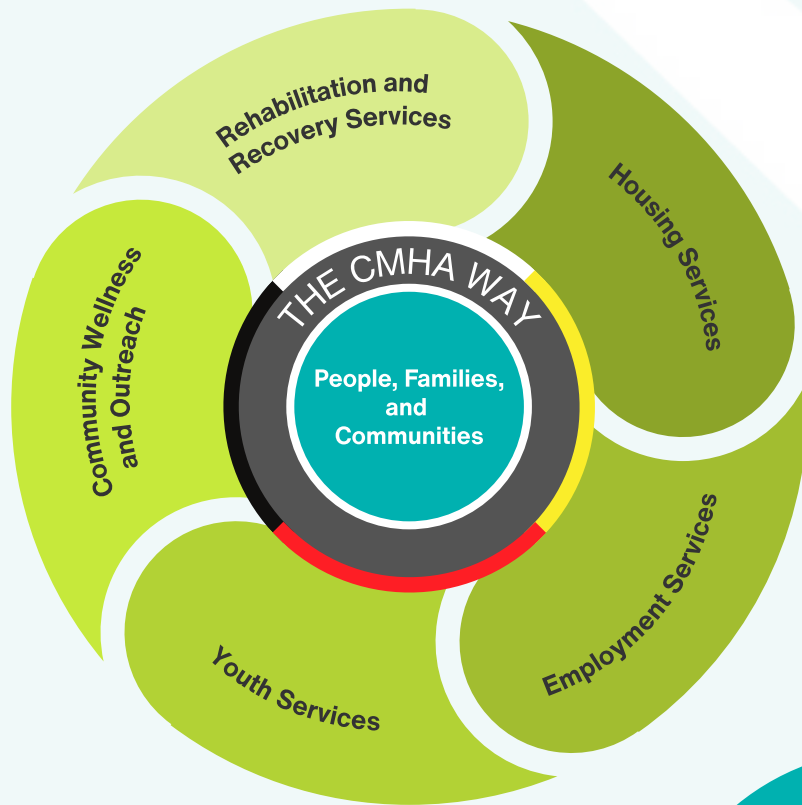 Rehabilitation and
Recovery Services
Housing Services
Employment Services
Youth Services
Community Wellness
and Outreach
THE CMHA WAY
People, Families,
and
Communities